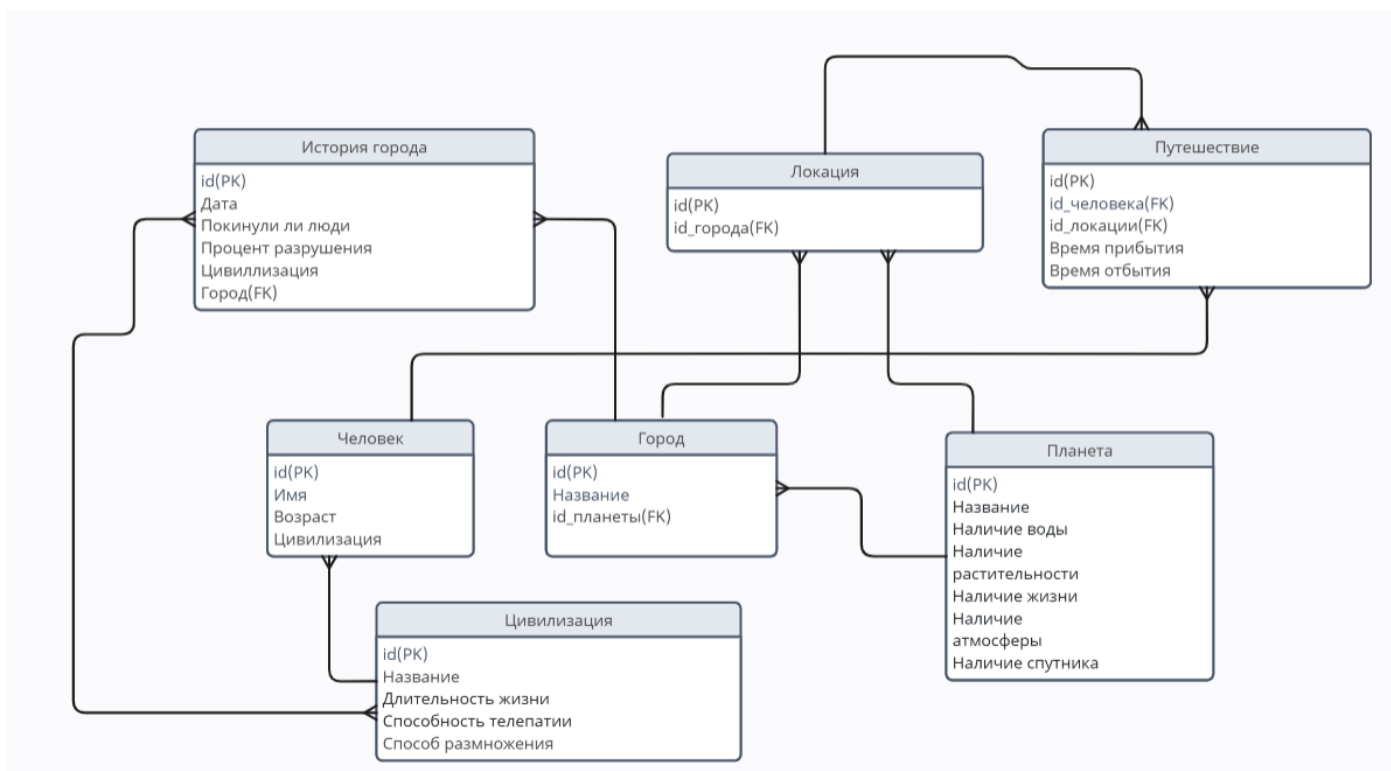 История города
id(PK)
Дата
Покинули ли люди
Процент разрушения
Цивиллизация
Город(FK)
Локация
id(PK)
id_города(FK)
Путешествие
id(PK)
id_человека(FK)
id_локации(FK)
Время прибытия
Время отбытия
Человек
id(PK)
Имя
Возраст
Цивилизация
Город
id(PK)
Название
id_планеты(FK)
Планета
id(PK)
Название
Наличие воды
Наличие
растительности
Наличие жизни
Наличие
атмосферы
Наличие спутника
Цивилизация
id(PK)
Название
Длительность жизни
Способность телепатии
Способ размножения